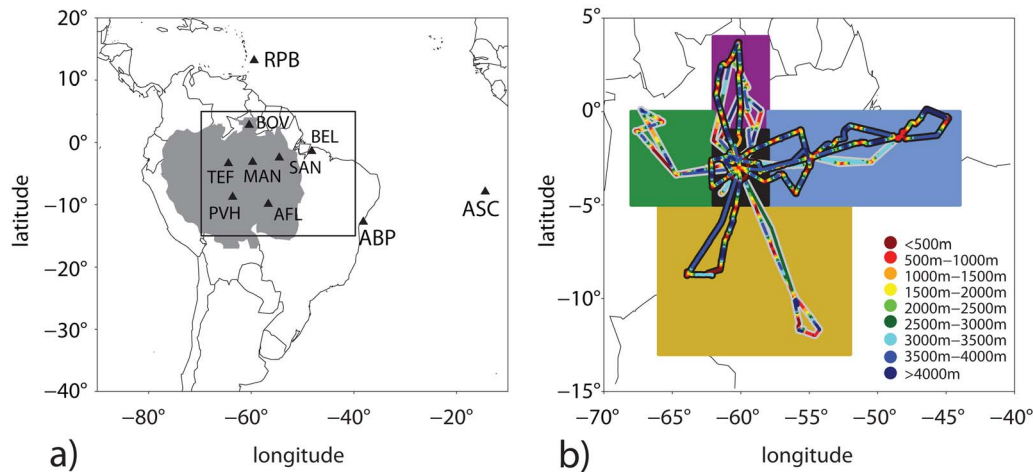 20°
10°
0°
−10°
−20°
−30°
−40°
latitude
−80°
−60°
−40°
−20°
longitude
a)
RPB
BOV
BEL
TEF
MAN
SAN
PVH
AFL
ASC
ABP
5°
0°
−5°
−10°
−15°
latitude
−70°
−65°
−60°
−55°
−50°
−45°
−40°
longitude
b)
<500m
500m−1000m
1000m−1500m
1500m−2000m
2000m−2500m
2500m−3000m
3000m−3500m
3500m−4000m
>4000m